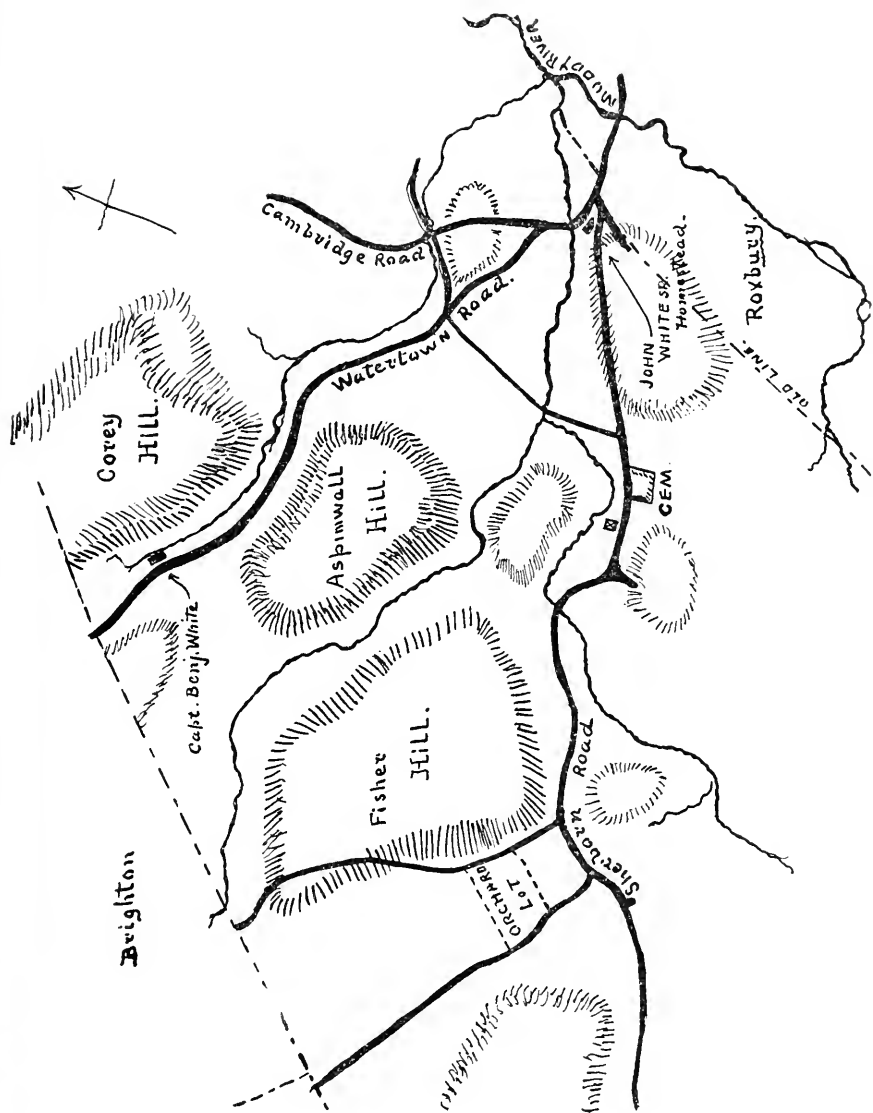 MUDDY RIVER
Cambridge Road
Watertown Road.
JOHN
WHITE SR.
Homestead.
Roxbury.
OLD LINE.
Corey
HILL.
Aspinwall
HILL.
CEM.
Capt. Benj. White
Fisher
HILL.
Sherborn Road
ORCHARD
LOT
Brighton